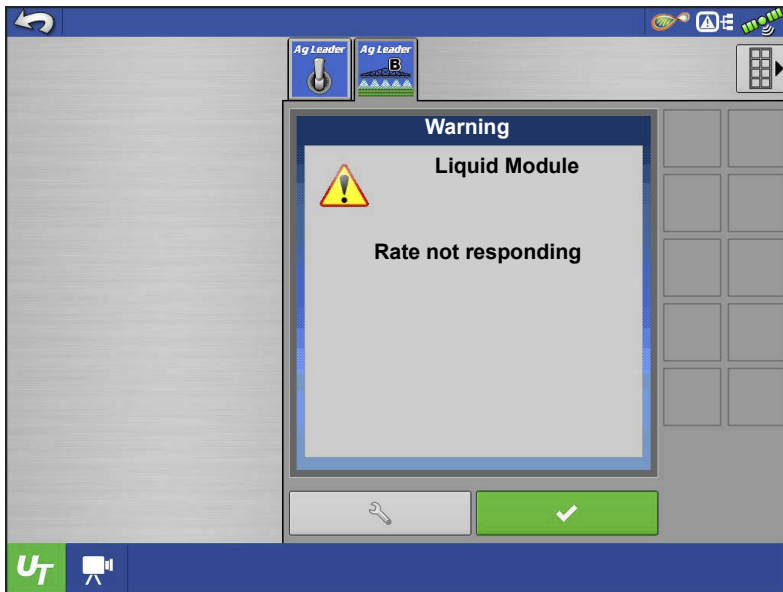 Ag Leader
Ag Leader
B
Warning
Liquid Module
Rate not responding
UT